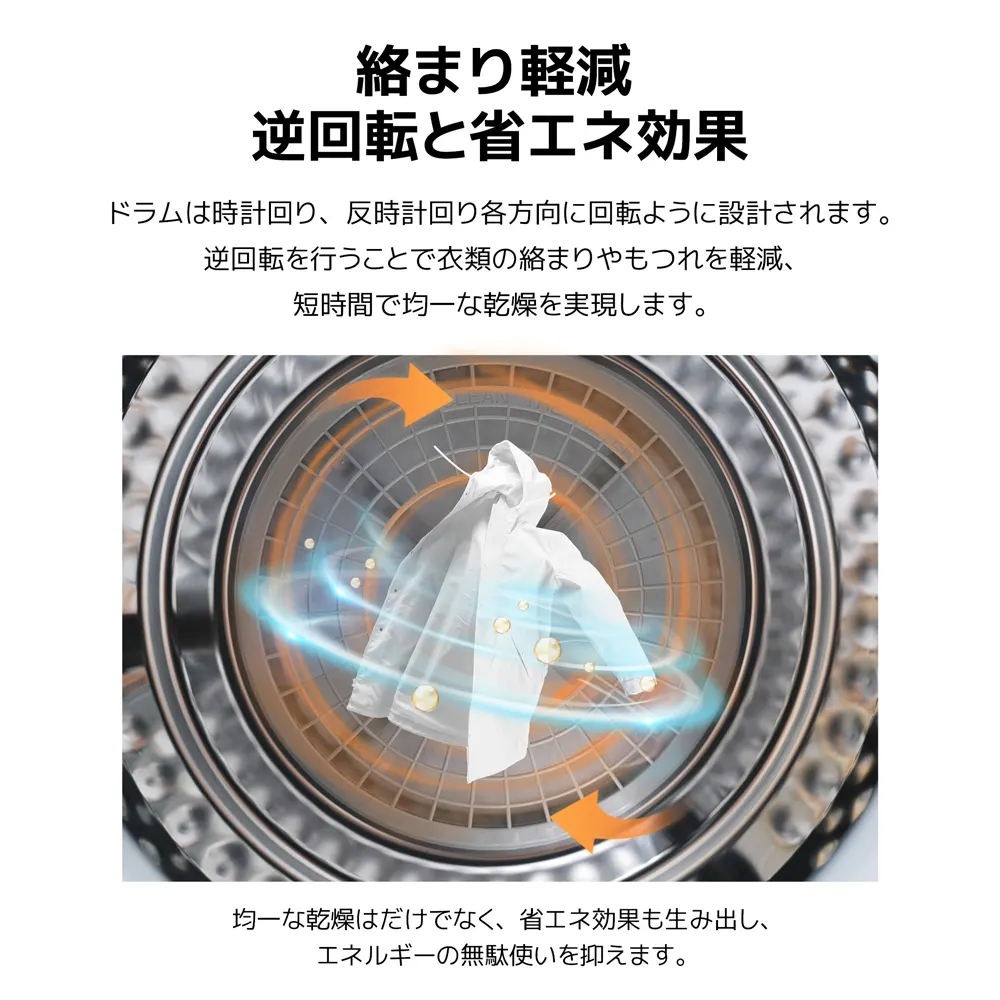 絡まり軽減
逆回転と省エネ効果
ドラムは時計回り、反時計回り各方向に回転ように設計されます。
逆回転を行うことで衣類の絡まりやもつれを軽減、
短時間で均一な乾燥を実現します。
LEAN
均一な乾燥はだけでなく、省エネ効果も生み出し、
エネルギーの無駄使いを抑えます。